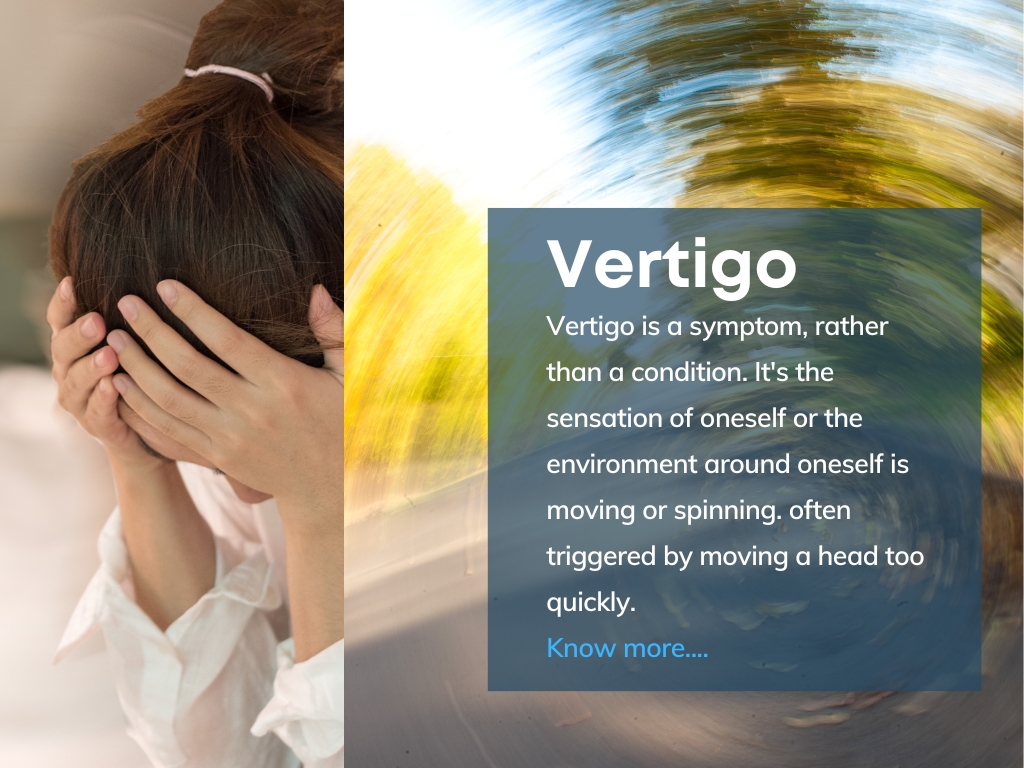 Vertigo
Vertigo is a symptom, rather
than a condition. It's the
sensation of oneself or the
environment around oneself is
moving or spinning. often
triggered by moving a head too
quickly.
Know more....